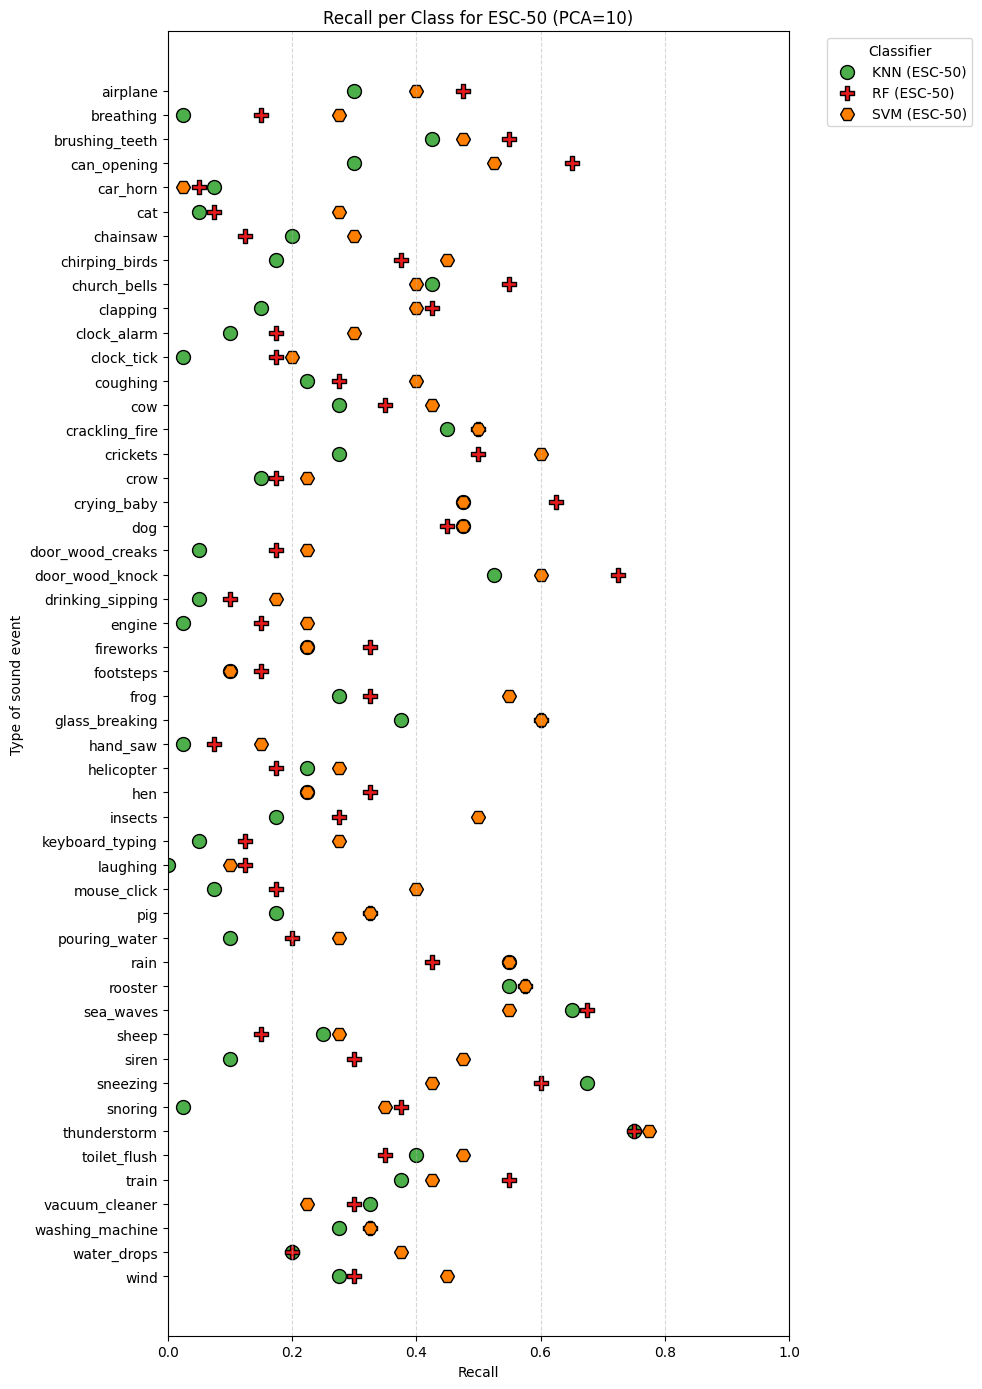 Recall per Class for ESC-50 (PCA=10)
Classifier
KNN (ESC-50)
RF (ESC-50)
SVM (ESC-50)
Type of sound event
airplane
breathing
brushing_teeth
can_opening
car_horn
cat
chainsaw
chirping_birds
church_bells
clapping
clock_alarm
clock_tick
coughing
cow
crackling_fire
crickets
crow
crying_baby
dog
door_wood_creaks
door_wood_knock
drinking_sipping
engine
fireworks
footsteps
frog
glass_breaking
hand_saw
helicopter
hen
insects
keyboard_typing
laughing
mouse_click
pig
pouring_water
rain
rooster
sea_waves
sheep
siren
sneezing
snoring
thunderstorm
toilet_flush
train
vacuum_cleaner
washing_machine
water_drops
wind
0.0 0.2 0.4 0.6 0.8 1.0
Recall